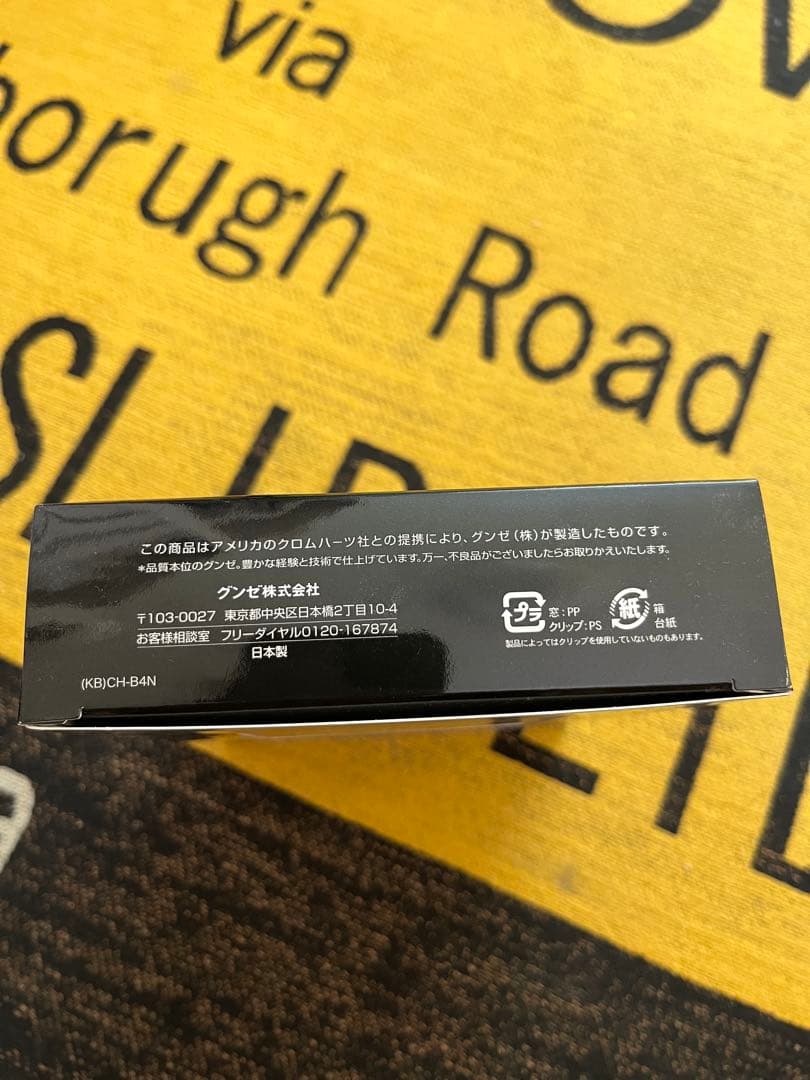 via
orugh Road
この商品はアメリカのクロムハーツ社との提携により、グンゼ(株)が製造したものです。
*品質本位のグンゼ。豊かな経験と技術で仕上げています。万一、不良品がございましたらお取りかえいたします。
グンゼ株式会社
〒103-0027 東京都中央区日本橋2丁目10-4
お客様相談室 フリーダイヤル0120-167874
日本製
プラ
窓:PP
クリップ:PS
紙
箱
台紙
製品によってはクリップを使用していないものもあります。
(KB)CH-B4N